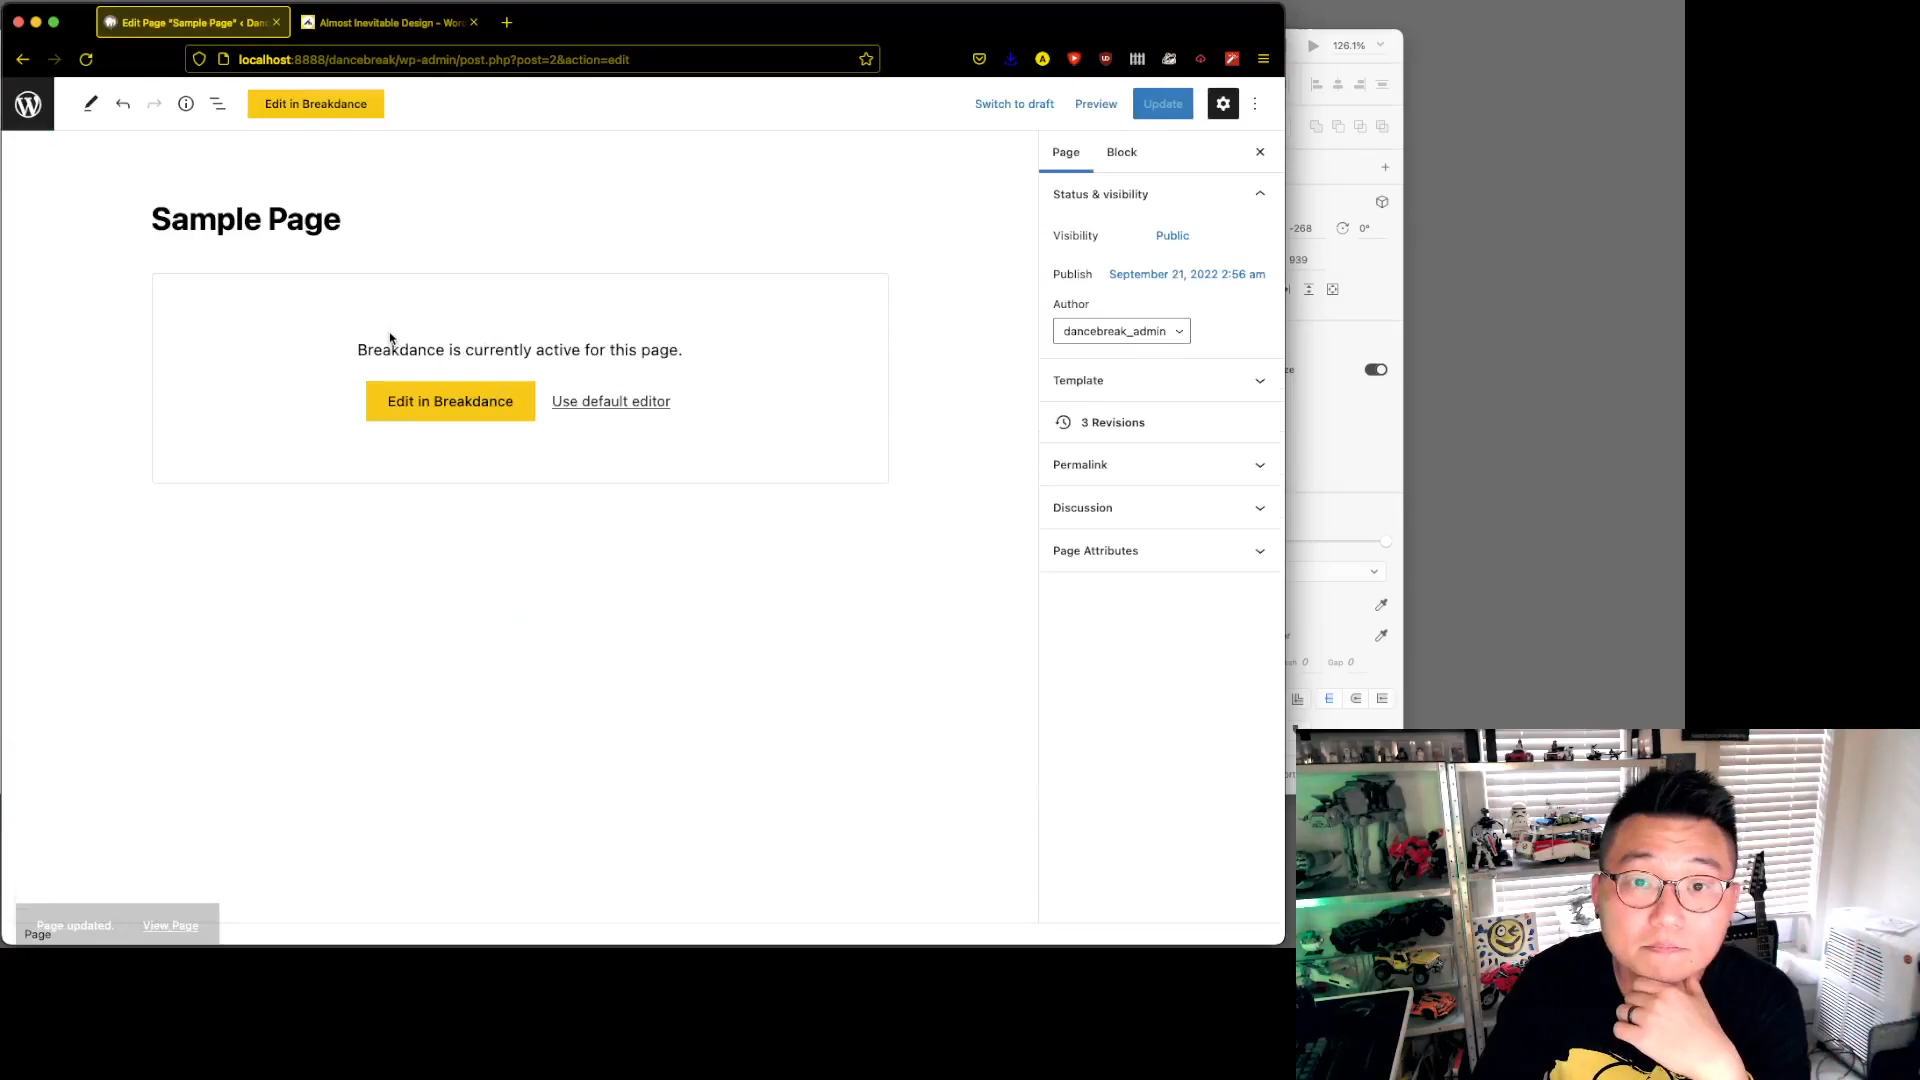 Edit Page "Sample Page" ‹ Danc
Almost Inevitable Design – Wor
localhost:8888/dancebreak/wp-admin/post.php?post=2&action=edit
126.1%
Edit in Breakdance
Switch to draft
Preview
Update
Page
Block
Status & visibility
Sample Page
Visibility
Public
-268
0°
939
Publish
September 21, 2022 2:56 am
Author
dancebreak_admin
Breakdance is currently active for this page.
Template
Edit in Breakdance
Use default editor
3 Revisions
Permalink
Discussion
Page Attributes
0
Gap 0
Page updated.
View Page
Page